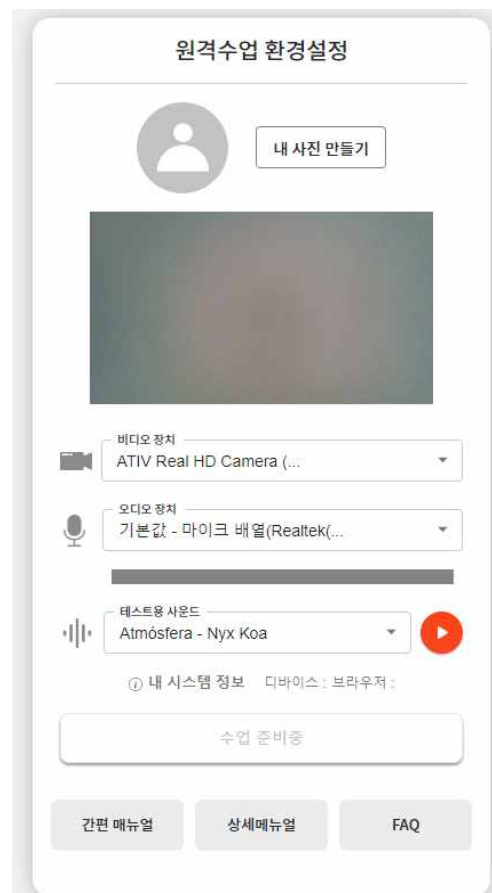 원격수업 환경설정
내 사진 만들기
비디오 장치
ATIV Real HD Camera (...
오디오 장치
기본값 - 마이크 배열(Realtek(...
테스트용 사운드
Atmósfera - Nyx Koa
내 시스템 정보 디바이스 : 브라우저 :
수업 준비중
간편 매뉴얼 상세메뉴얼 FAQ